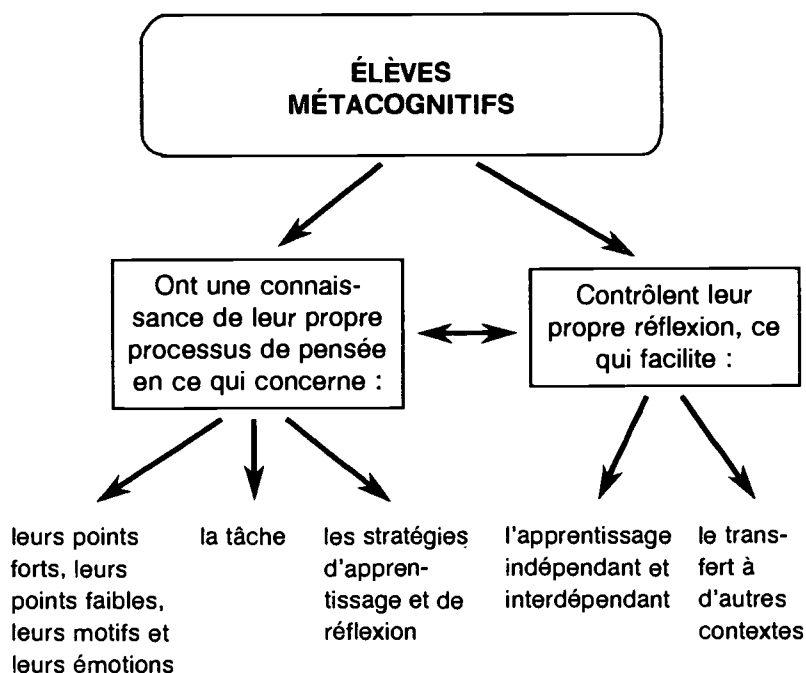 ÉLÈVES
MÉTACOGNITIFS
Ont une connais-
sance de leur propre
processus de pensée
en ce qui concerne :
Contrôlent leur
propre réflexion, ce
qui facilite :
leurs points
forts, leurs
points faibles,
leurs motifs et
leurs émotions
la tâche
les stratégies
d'appren-
tissage et de
réflexion
l'apprentissage
indépendant et
interdépendant
le trans-
fert à
d'autres
contextes